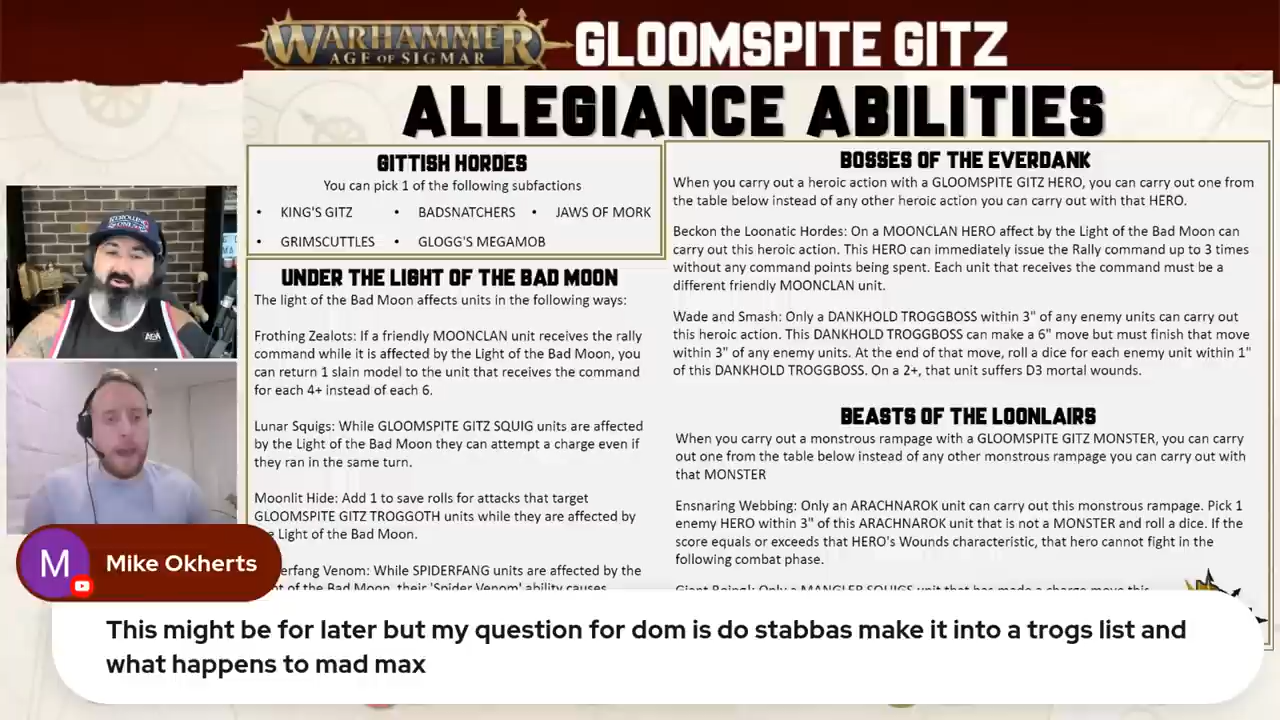 WARHAMMER
AGE OF SIGMAR
GLOOMSPITE GITZ
ALLEGIANCE ABILITIES
GITTISH HORDES
You can pick 1 of the following subfactions
• KING'S GITZ • BADSNATCHERS • JAWS OF MORK
• GRIMSCUTTLES • GLOGG'S MEGAMOB
UNDER THE LIGHT OF THE BAD MOON
The light of the Bad Moon affects units in the following ways:
Frothing Zealots: If a friendly MOONCLAN unit receives the rally
command while it is affected by the Light of the Bad Moon, you
can return 1 slain model to the unit that receives the command
for each 4+ instead of each 6.
Lunar Squigs: While GLOOMSPITE GITZ SQUIG units are affected
by the Light of the Bad Moon they can attempt a charge even if
they ran in the same turn.
Moonlit Hide: Add 1 to save rolls for attacks that target
GLOOMSPITE GITZ TROGGOTH units while they are affected by
Light of the Bad Moon.
Venom: While SPIDERFANG units are affected by the
of the Bad Moon, their 'Spider Venom' ability causes
BOSSES OF THE EVERDANK
When you carry out a heroic action with a GLOOMSPITE GITZ HERO, you can carry out one from
the table below instead of any other heroic action you can carry out with that HERO.
Beckon the Loonatic Hordes: On a MOONCLAN HERO affect by the Light of the Bad Moon can
carry out this heroic action. This HERO can immediately issue the Rally command up to 3 times
without any command points being spent. Each unit that receives the command must be a
different friendly MOONCLAN unit.
Wade and Smash: Only a DANKHOLD TROGGBOSS within 3" of any enemy units can carry out
this heroic action. This DANKHOLD TROGGBOSS can make a 6" move but must finish that move
within 3" of any enemy units. At the end of that move, roll a dice for each enemy unit within 1"
of this DANKHOLD TROGGBOSS. On a 2+, that unit suffers D3 mortal wounds.
BEASTS OF THE LOONLAIRS
When you carry out a monstrous rampage with a GLOOMSPITE GITZ MONSTER, you can carry
out one from the table below instead of any other monstrous rampage you can carry out with
that MONSTER
Ensnaring Webbing: Only an ARACHNAROK unit can carry out this monstrous rampage. Pick 1
enemy HERO within 3" of this ARACHNAROK unit that is not a MONSTER and roll a dice. If the
score equals or exceeds that HERO's Wounds characteristic, that hero cannot fight in the
following combat phase.
Giant Boing!: Only a MANGLER SQUIGS unit that has made a charge move this
M
Mike Okherts
This might be for later but my question for dom is do stabbas make it into a trogs list and
what happens to mad max